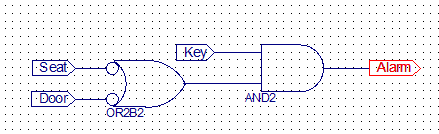 Key
Seat
Alarm
Door
AND2
OR2B2